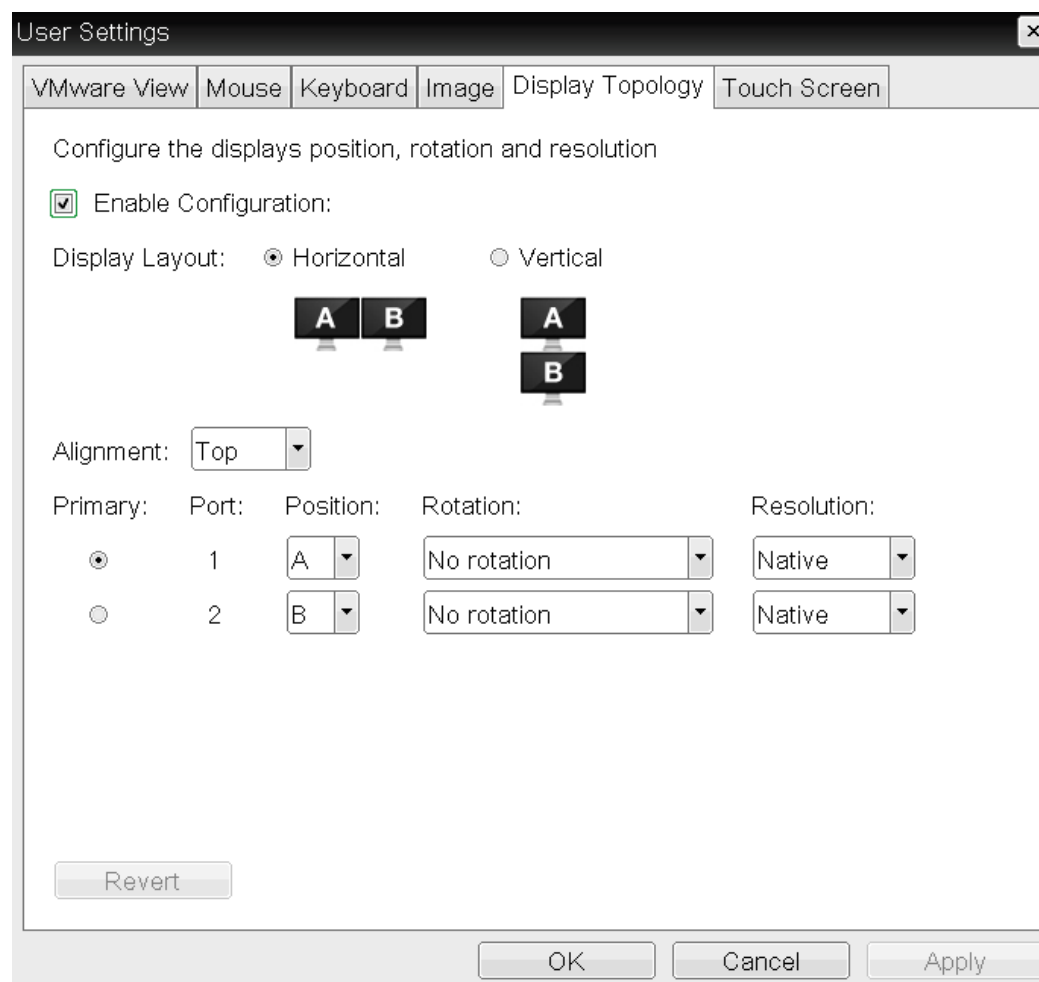 User Settings
VMware View Mouse Keyboard Image Display Topology Touch Screen
Configure the displays position, rotation and resolution
Enable Configuration:
Display Layout: Horizontal Vertical
A B A
B
Alignment: Top
Primary: Port: Position: Rotation: Resolution:
1 A No rotation Native
2 B No rotation Native
Revert
OK Cancel Apply